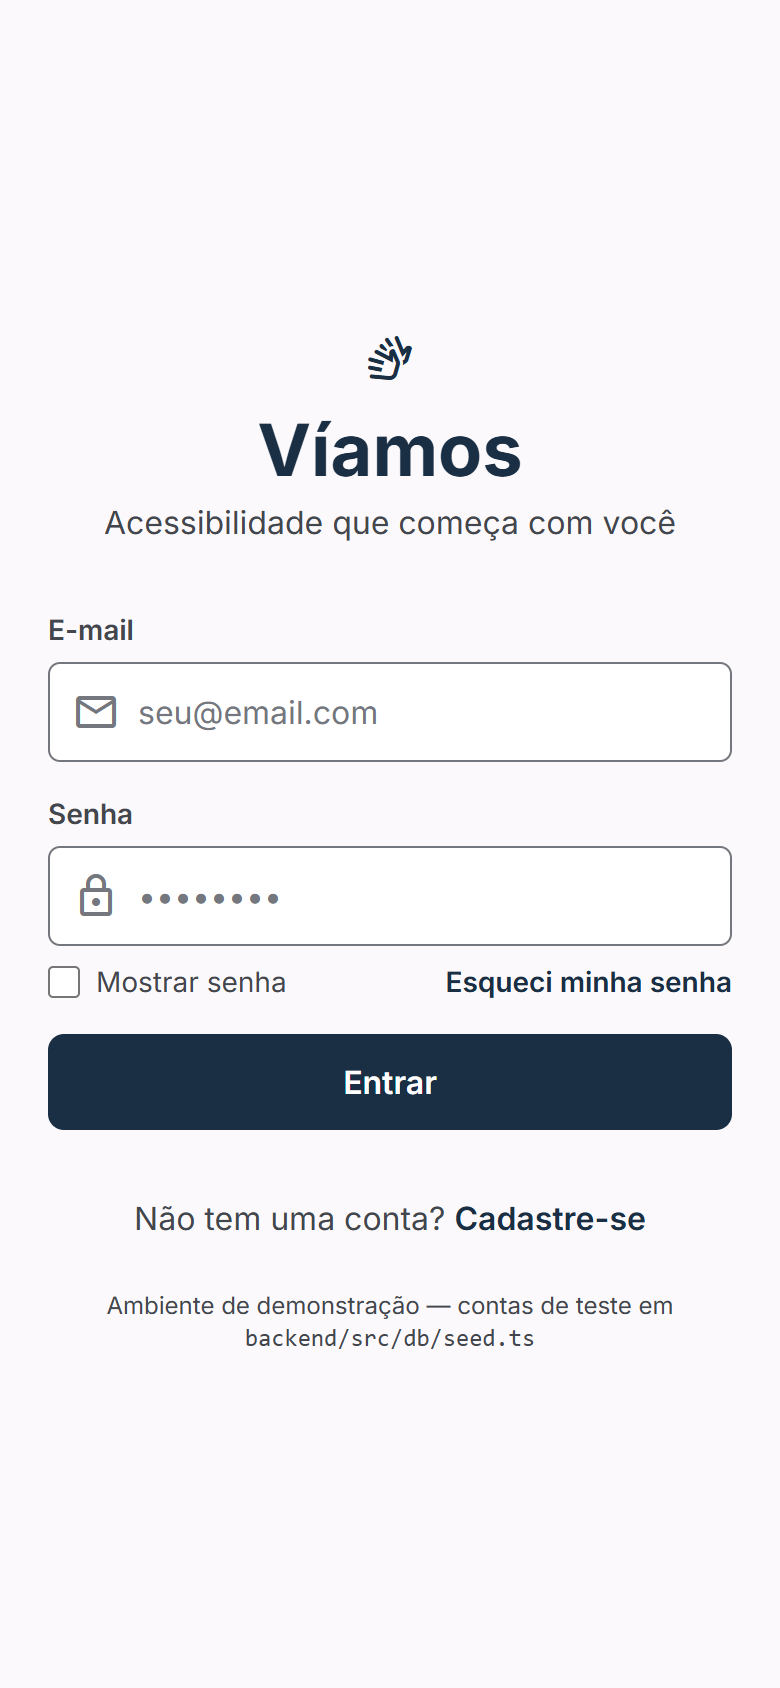 Víamos
Acessibilidade que começa com você
E-mail
seu@email.com
Senha
••••••••
Mostrar senha
Esqueci minha senha
Entrar
Não tem uma conta? Cadastre-se
Ambiente de demonstração — contas de teste em
backend/src/db/seed.ts